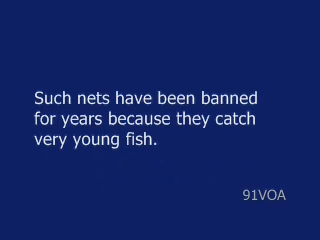 Such nets have been banned
for years because they catch
very young fish.
91VOA